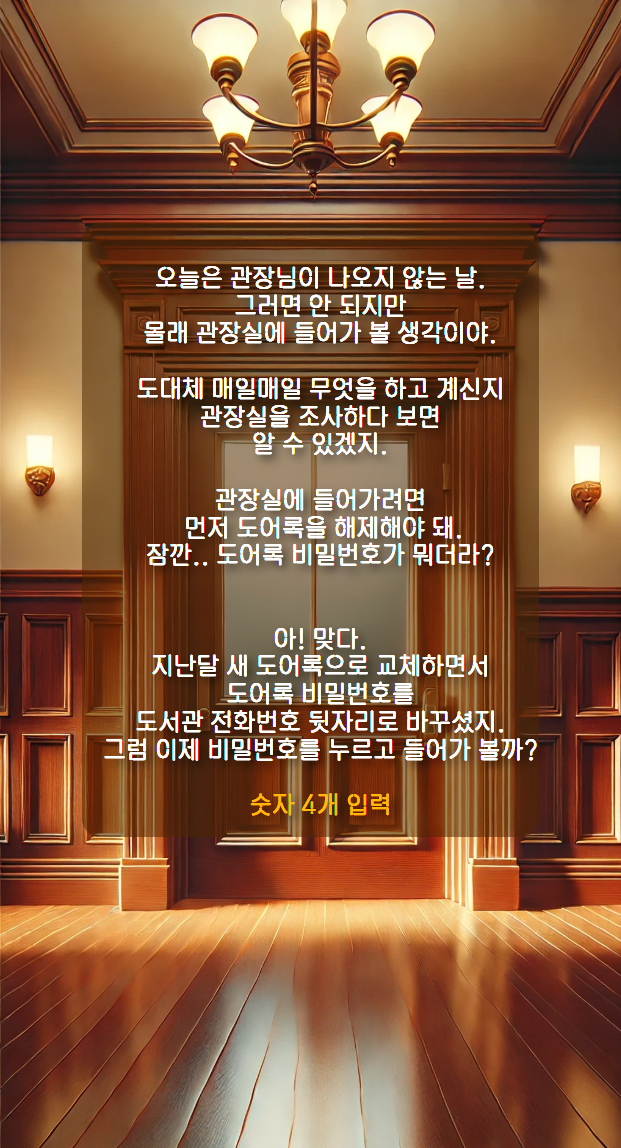 오늘은 관장님이 나오지 않는 날.
그러면 안 되지만
몰래 관장실에 들어가 볼 생각이야.
도대체 매일매일 무엇을 하고 계신지
관장실을 조사하다 보면
알 수 있겠지.
관장실에 들어가려면
먼저 도어록을 해제해야 돼.
잠깐.. 도어록 비밀번호가 뭐더라?
아! 맞다.
지난달 새 도어록으로 교체하면서
도어록 비밀번호를
도서관 전화번호 뒷자리로 바꾸셨지.
그럼 이제 비밀번호를 누르고 들어가 볼까?
숫자 4개 입력